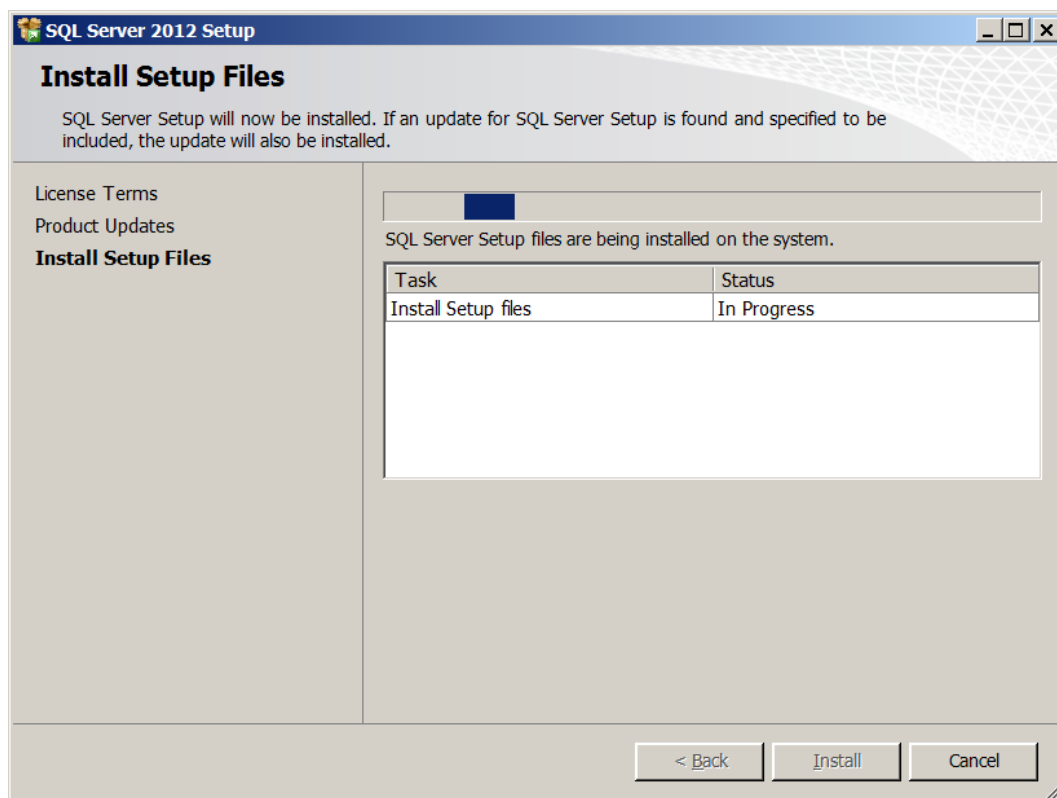 SQL Server 2012 Setup
Install Setup Files
SQL Server Setup will now be installed. If an update for SQL Server Setup is found and specified to be
included, the update will also be installed.
License Terms
Product Updates
Install Setup Files
SQL Server Setup files are being installed on the system.
Task Status
Install Setup files In Progress
< Back Install Cancel